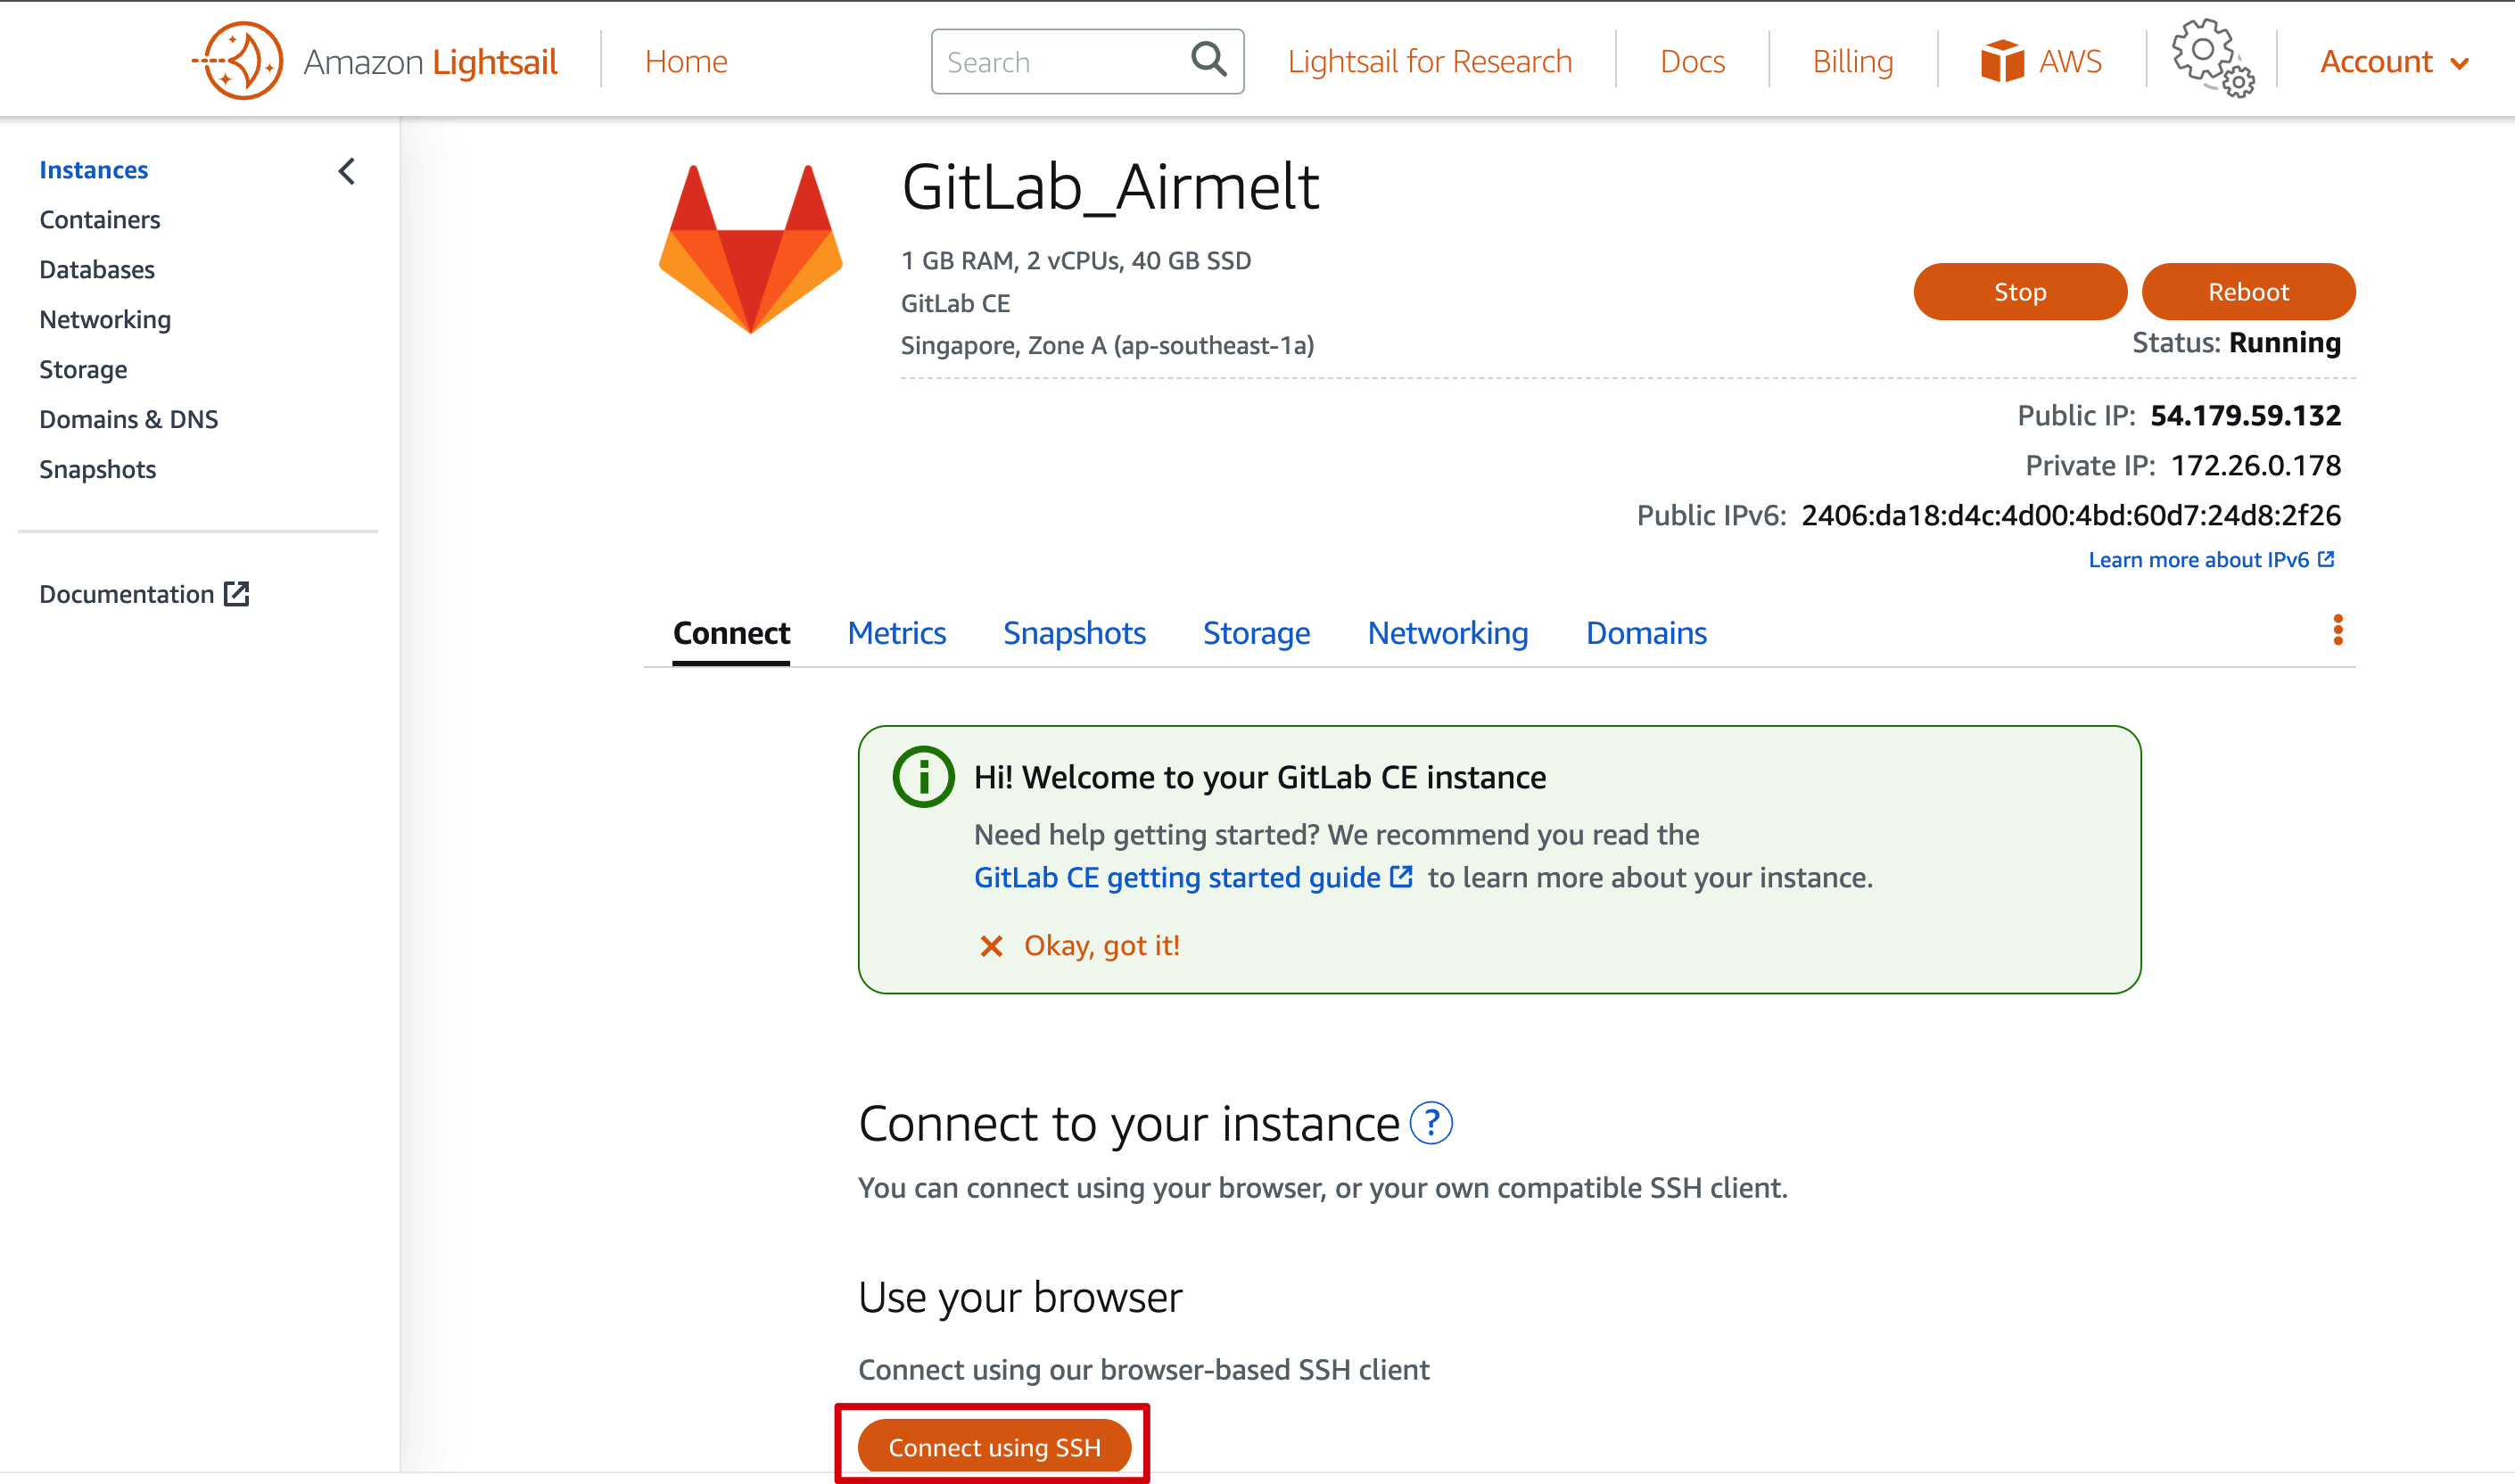 Amazon Lightsail
Home
Search
Lightsail for Research
Docs
Billing
AWS
Account
Instances
Containers
Databases
Networking
Storage
Domains & DNS
Snapshots
Documentation
GitLab_Airmelt
1 GB RAM, 2 vCPUs, 40 GB SSD
GitLab CE
Singapore, Zone A (ap-southeast-1a)
Stop
Reboot
Status: Running
Public IP: 54.179.59.132
Private IP: 172.26.0.178
Public IPv6: 2406:da18:d4c:4d00:4bd:60d7:24d8:2f26
Learn more about IPv6
Connect
Metrics
Snapshots
Storage
Networking
Domains
Hi! Welcome to your GitLab CE instance
Need help getting started? We recommend you read the
GitLab CE getting started guide to learn more about your instance.
Okay, got it!
Connect to your instance ?
You can connect using your browser, or your own compatible SSH client.
Use your browser
Connect using our browser-based SSH client
Connect using SSH